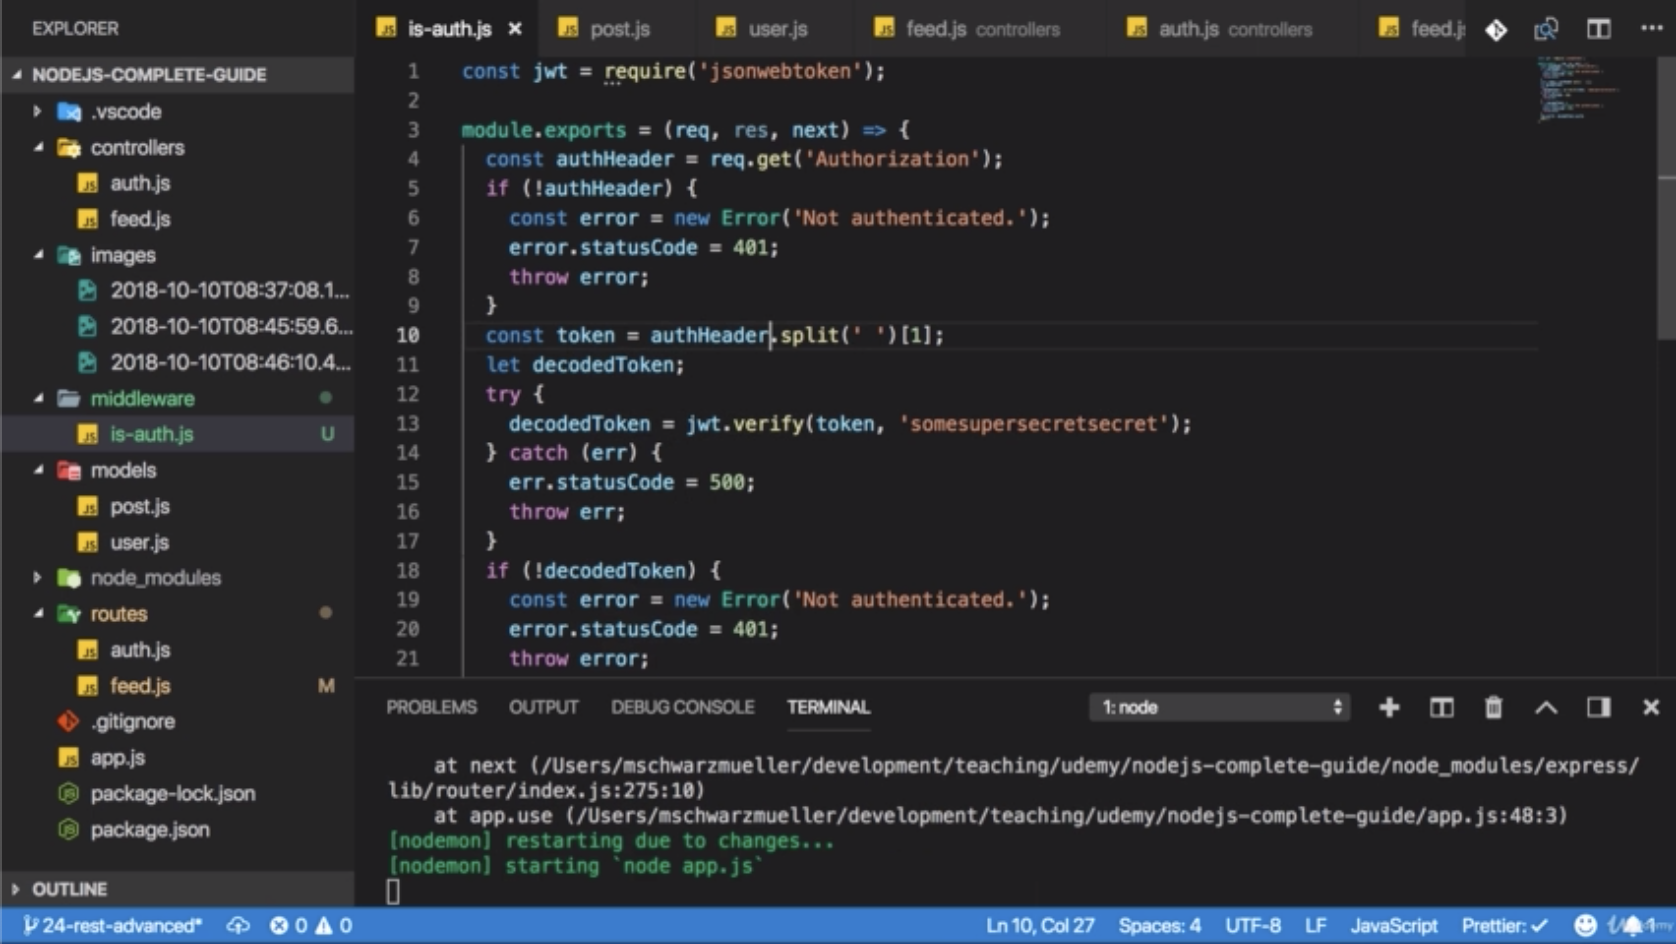 EXPLORER
NODEJS-COMPLETE-GUIDE
.vscode
controllers
auth.js
feed.js
images
2018-10-10T08:37:08.1...
2018-10-10T08:45:59.6...
2018-10-10T08:46:10.4...
middleware
is-auth.js U
models
post.js
user.js
node_modules
routes
auth.js
feed.js M
.gitignore
app.js
package-lock.json
package.json
OUTLINE
is-auth.js post.js user.js feed.js controllers auth.js controllers feed.js
1 const jwt = require('jsonwebtoken');
2
3 module.exports = (req, res, next) => {
4 const authHeader = req.get('Authorization');
5 if (!authHeader) {
6 const error = new Error('Not authenticated.');
7 error.statusCode = 401;
8 throw error;
9 }
10 const token = authHeader.split(' ')[1];
11 let decodedToken;
12 try {
13 decodedToken = jwt.verify(token, 'somesupersecretsecret');
14 } catch (err) {
15 err.statusCode = 500;
16 throw err;
17 }
18 if (!decodedToken) {
19 const error = new Error('Not authenticated.');
20 error.statusCode = 401;
21 throw error;
PROBLEMS OUTPUT DEBUG CONSOLE TERMINAL 1: node
at next (/Users/mschwarzmueller/development/teaching/udemy/nodejs-complete-guide/node_modules/express/
lib/router/index.js:275:10)
at app.use (/Users/mschwarzmueller/development/teaching/udemy/nodejs-complete-guide/app.js:48:3)
[nodemon] restarting due to changes...
[nodemon] starting `node app.js`
24-rest-advanced* 0 0 Ln 10, Col 27 Spaces: 4 UTF-8 LF JavaScript Prettier: ✓ 1